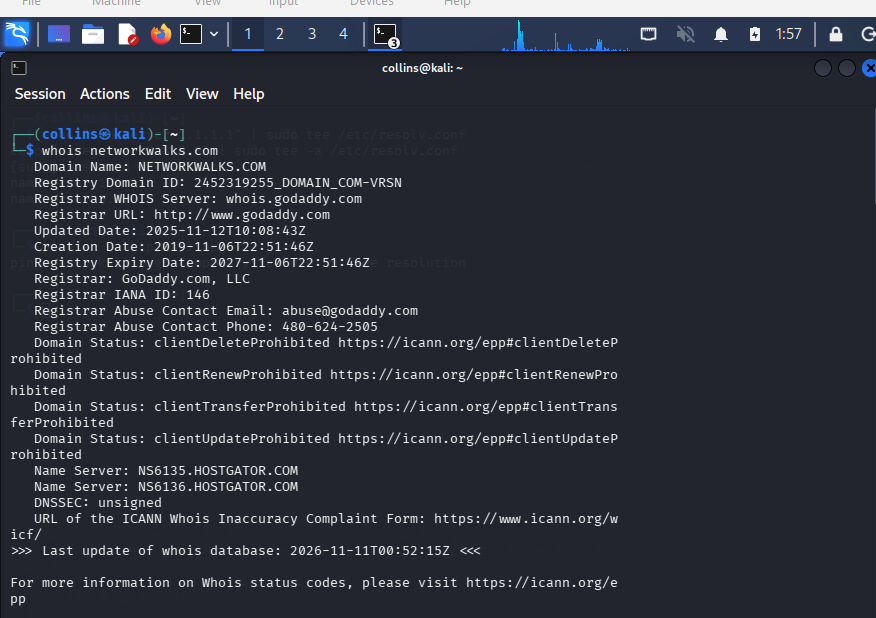 File Machine View Input Devices Help
1 2 3 4 3 1:57
collins@kali: ~
Session Actions Edit View Help
┌──(collins㉿kali)-[~]
└─$ whois networkwalks.com
   Domain Name: NETWORKWALKS.COM
   Registry Domain ID: 2452319255_DOMAIN_COM-VRSN
   Registrar WHOIS Server: whois.godaddy.com
   Registrar URL: http://www.godaddy.com
   Updated Date: 2025-11-12T10:08:43Z
   Creation Date: 2019-11-06T22:51:46Z
   Registry Expiry Date: 2027-11-06T22:51:46Z
   Registrar: GoDaddy.com, LLC
   Registrar IANA ID: 146
   Registrar Abuse Contact Email: abuse@godaddy.com
   Registrar Abuse Contact Phone: 480-624-2505
   Domain Status: clientDeleteProhibited https://icann.org/epp#clientDeleteP
rohibited
   Domain Status: clientRenewProhibited https://icann.org/epp#clientRenewPro
hibited
   Domain Status: clientTransferProhibited https://icann.org/epp#clientTrans
ferProhibited
   Domain Status: clientUpdateProhibited https://icann.org/epp#clientUpdateP
rohibited
   Name Server: NS6135.HOSTGATOR.COM
   Name Server: NS6136.HOSTGATOR.COM
   DNSSEC: unsigned
   URL of the ICANN Whois Inaccuracy Complaint Form: https://www.icann.org/w
icf/
>>> Last update of whois database: 2026-11-11T00:52:15Z <<<
For more information on Whois status codes, please visit https://icann.org/e
pp